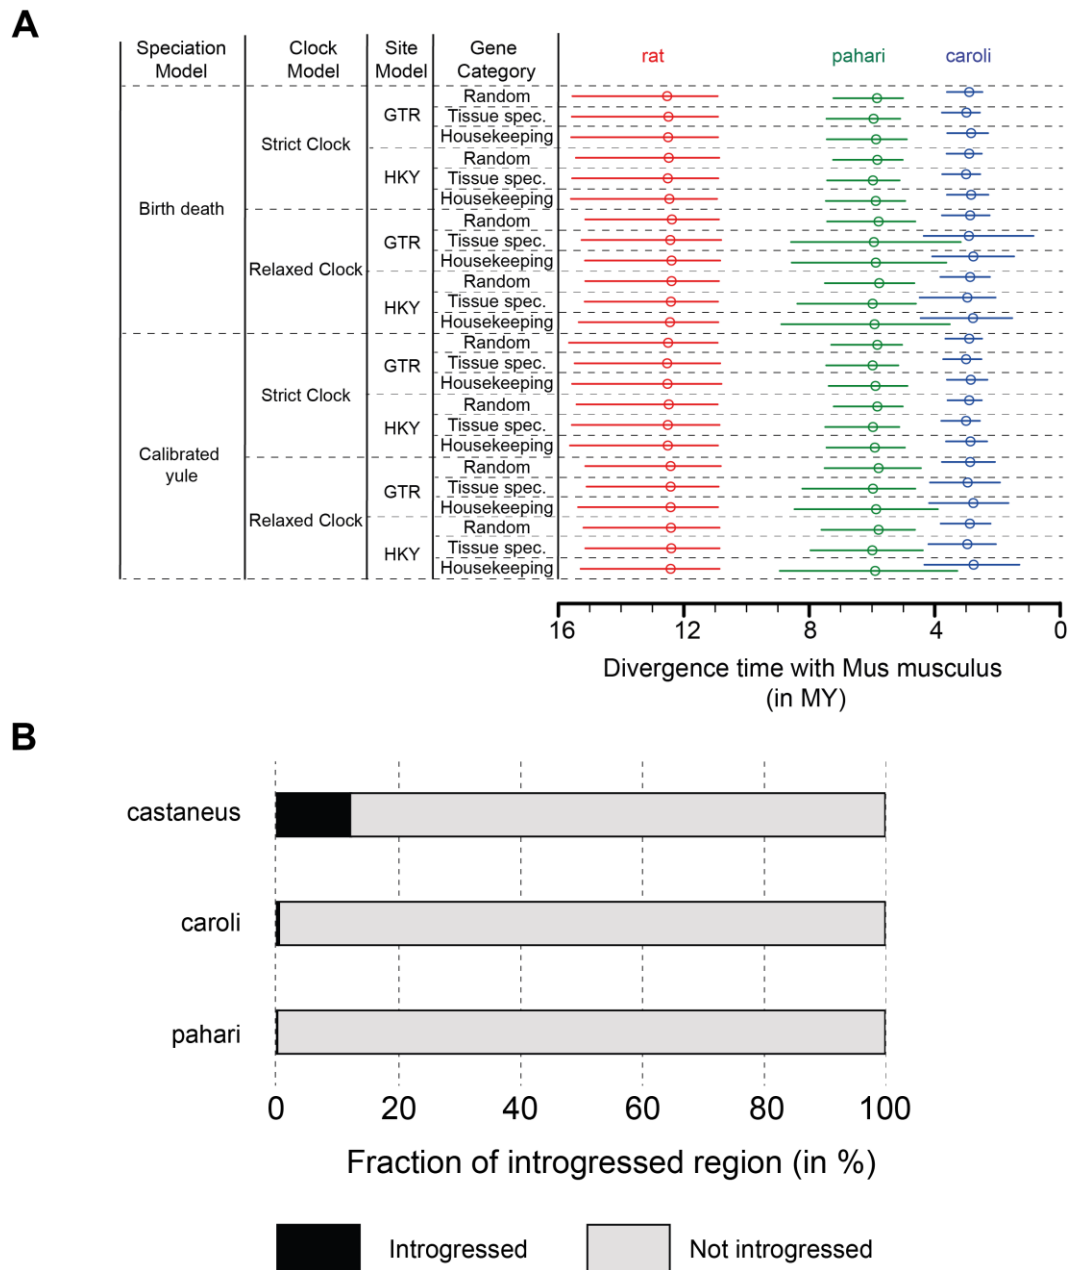 A
Speciation Model
Clock Model
Site Model
Gene Category
rat
pahari
caroli
Birth death
Strict Clock
GTR
Random
Tissue spec.
Housekeeping
HKY
Random
Tissue spec.
Housekeeping
Relaxed Clock
GTR
Random
Tissue spec.
Housekeeping
HKY
Random
Tissue spec.
Housekeeping
Calibrated yule
Strict Clock
GTR
Random
Tissue spec.
Housekeeping
HKY
Random
Tissue spec.
Housekeeping
Relaxed Clock
GTR
Random
Tissue spec.
Housekeeping
HKY
Random
Tissue spec.
Housekeeping
16 12 8 4 0
Divergence time with Mus musculus
(in MY)
B
castaneus
caroli
pahari
0 20 40 60 80 100
Fraction of introgressed region (in %)
Introgressed
Not introgressed